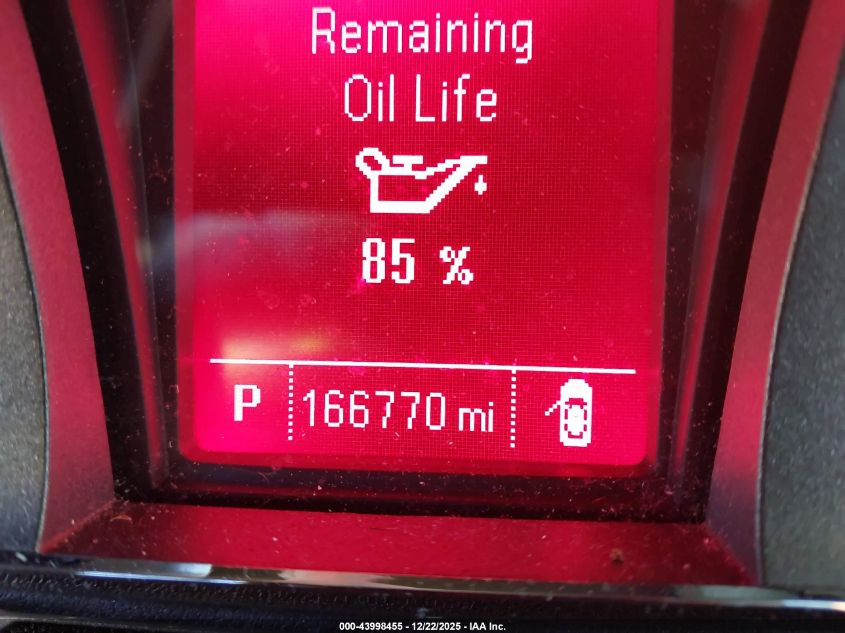 Remaining
Oil Life
85 %
P 166770 mi
000-43998455 - 12/22/2025 - IAA Inc.